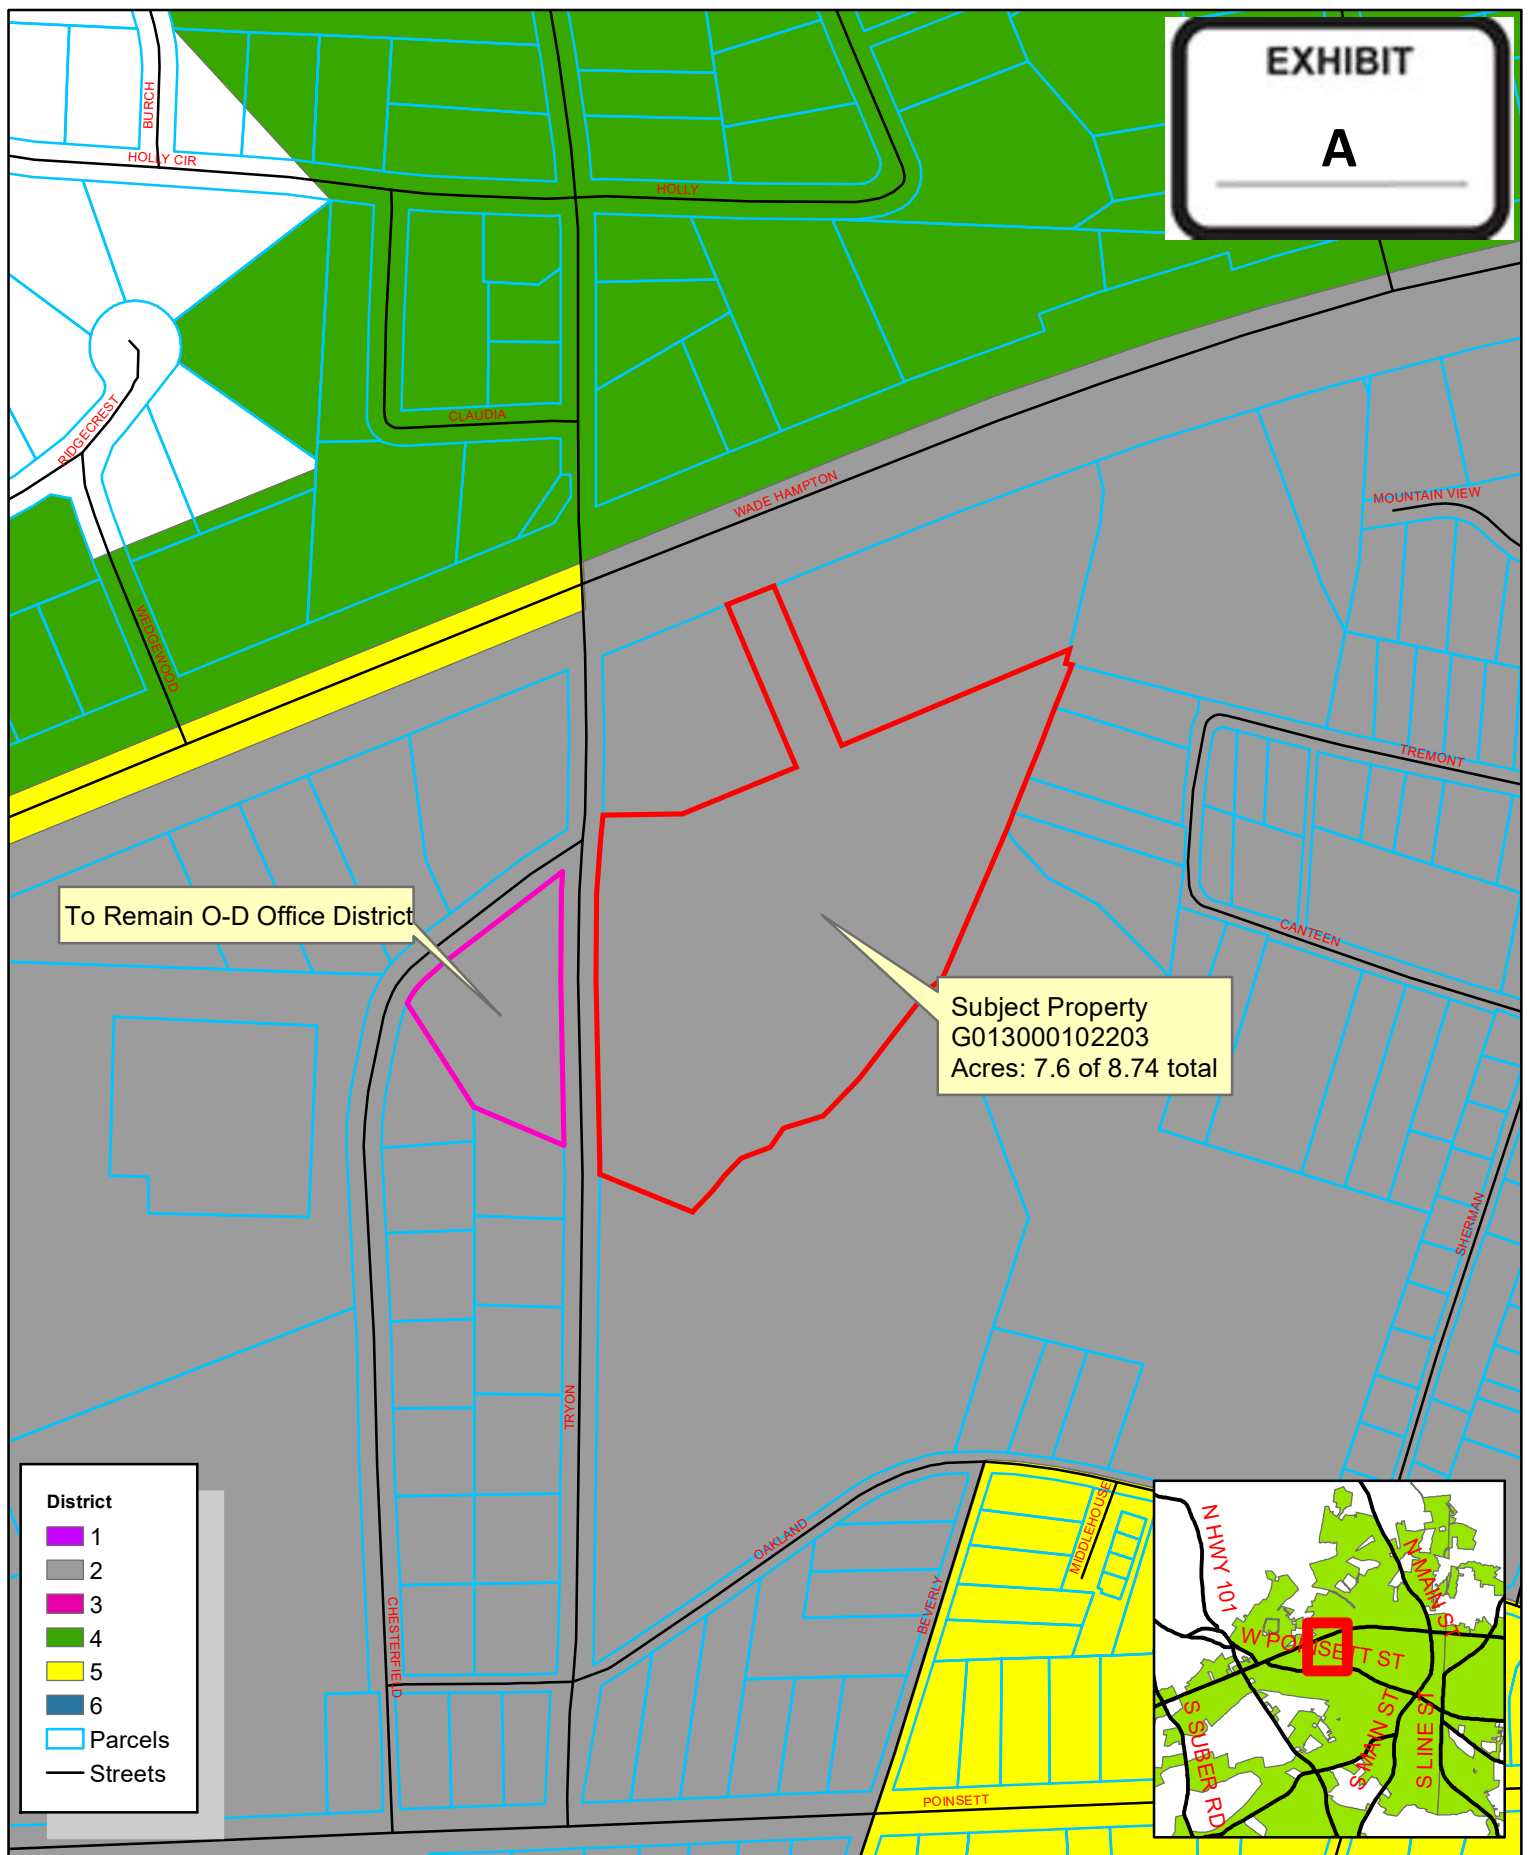 EXHIBIT
A
BURCH
HOLLY CIR
HOLLY
CLAUDIA
RIDGECREST
WADE HAMPTON
MOUNTAIN VIEW
WEDGEWOOD
TREMONT
To Remain O-D Office District
CANTEEN
Subject Property
G013000102203
Acres: 7.6 of 8.74 total
SHERMAN
TRYON
OAKLAND
MIDDLEHOUSE
BEVERLY
CHESTERFIELD
POINSETT
District
1
2
3
4
5
6
Parcels
Streets
N HWY 101
N MAIN ST
W POINSETT ST
S SUBER RD
S MAIN ST
S LINE ST